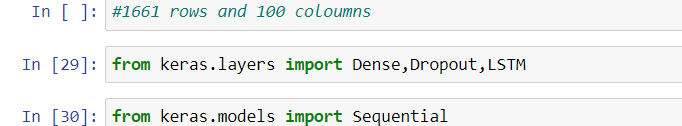 In [ ]: #1661 rows and 100 coloumns
In [29]: from keras.layers import Dense,Dropout,LSTM
In [30]: from keras.models import Sequential